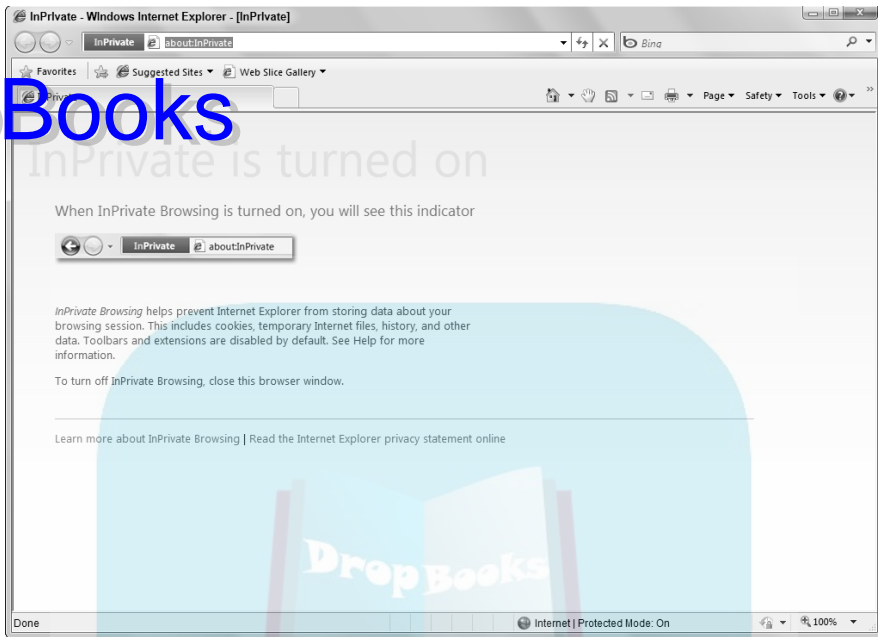 InPrivate - Windows Internet Explorer - [InPrivate]
InPrivate about:InPrivate Bing
Favorites Suggested Sites Web Slice Gallery
InPrivate Page Safety Tools »
Books
InPrivate is turned on
When InPrivate Browsing is turned on, you will see this indicator
InPrivate about:InPrivate
InPrivate Browsing helps prevent Internet Explorer from storing data about your
browsing session. This includes cookies, temporary Internet files, history, and other
data. Toolbars and extensions are disabled by default. See Help for more
information.
To turn off InPrivate Browsing, close this browser window.
Learn more about InPrivate Browsing | Read the Internet Explorer privacy statement online
DropBooks
Done Internet | Protected Mode: On 100%